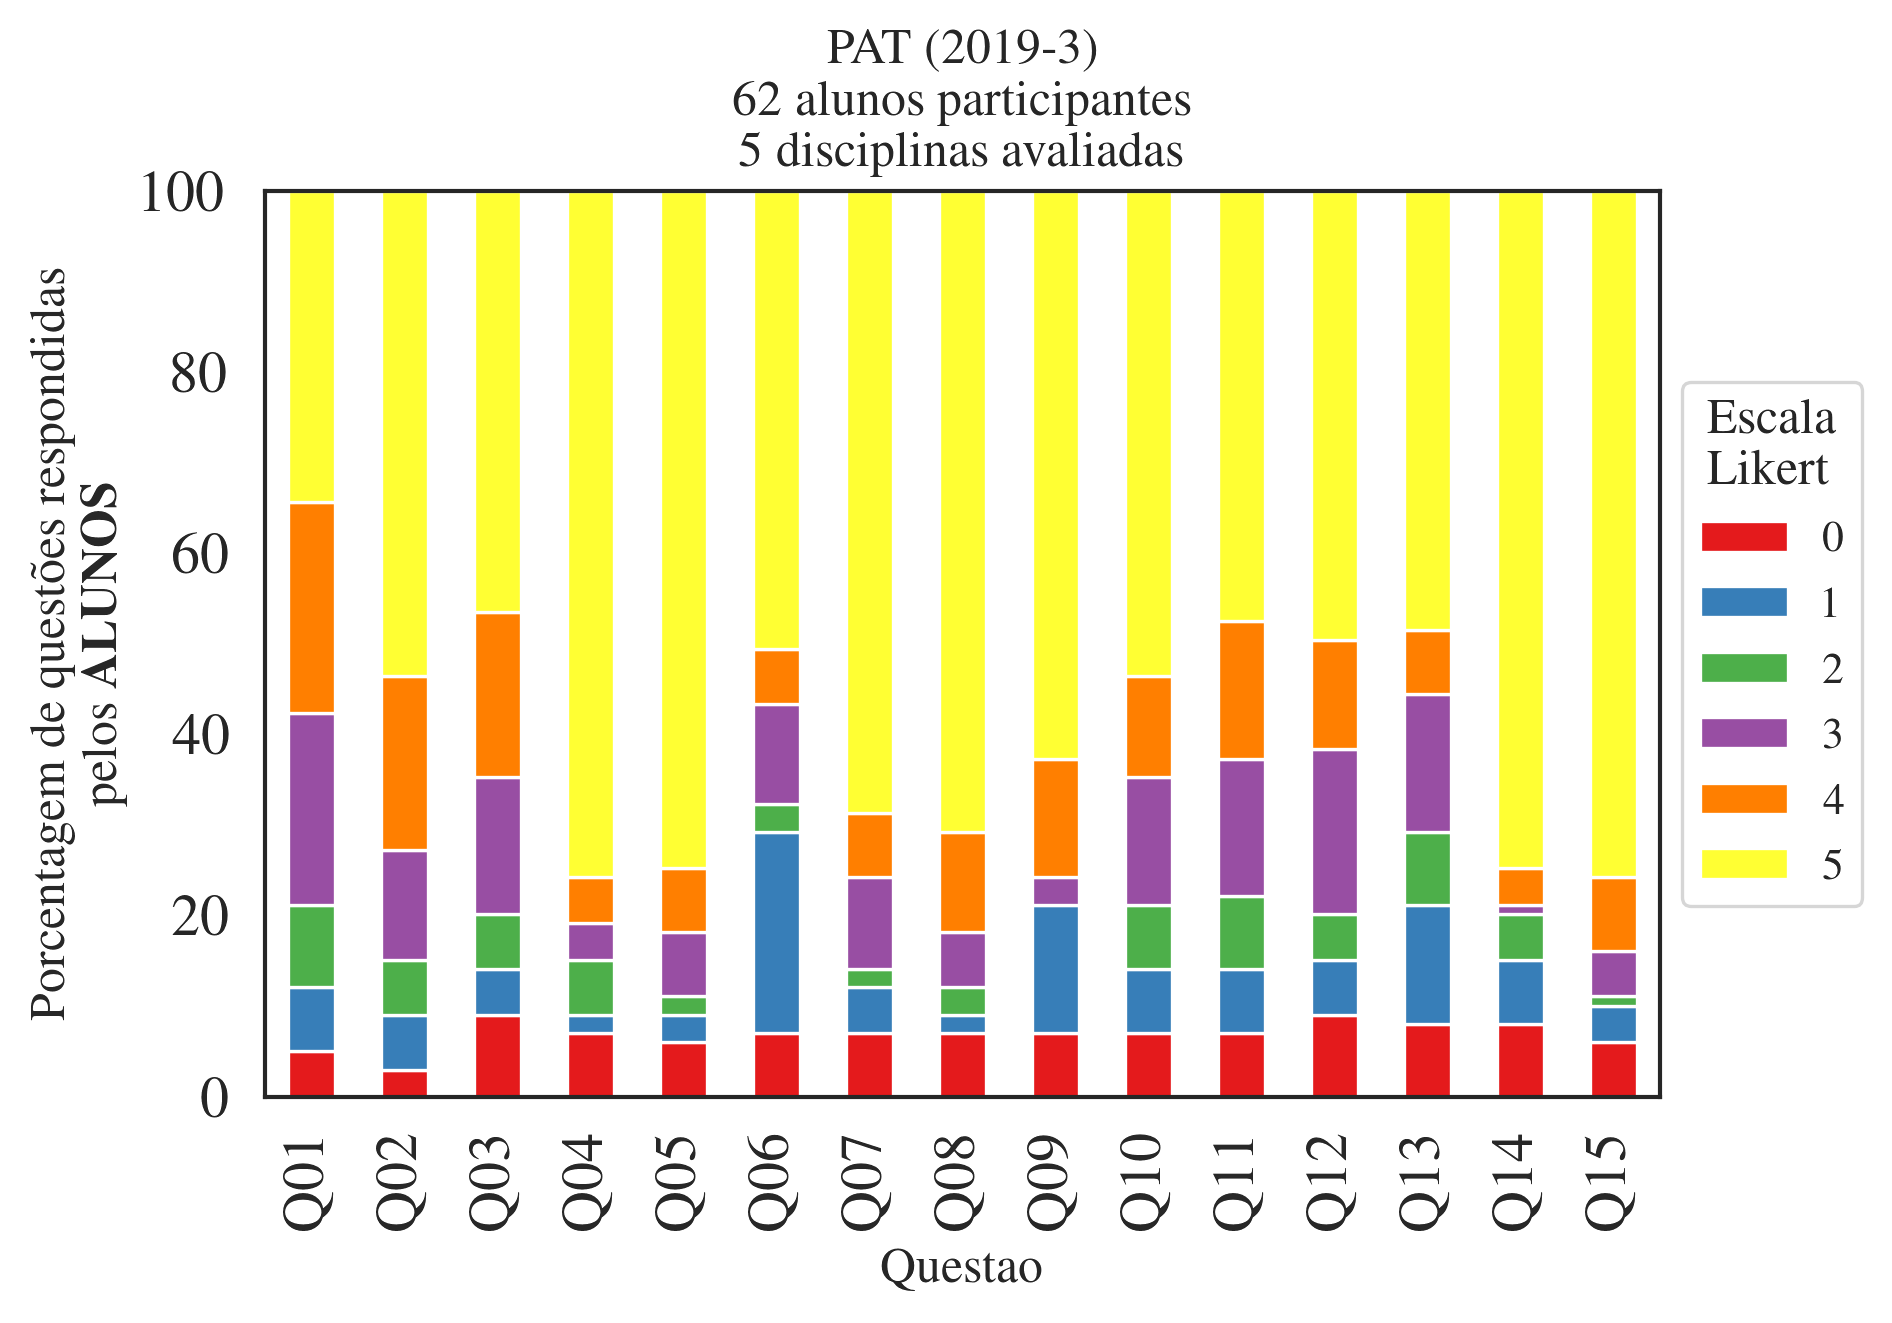 PAT (2019-3)
62 alunos participantes
5 disciplinas avaliadas
Porcentagem de questões respondidas
pelos ALUNOS
100
80
60
40
20
0
Q01
Q02
Q03
Q04
Q05
Q06
Q07
Q08
Q09
Q10
Q11
Q12
Q13
Q14
Q15
Questao
Escala
Likert
0
1
2
3
4
5